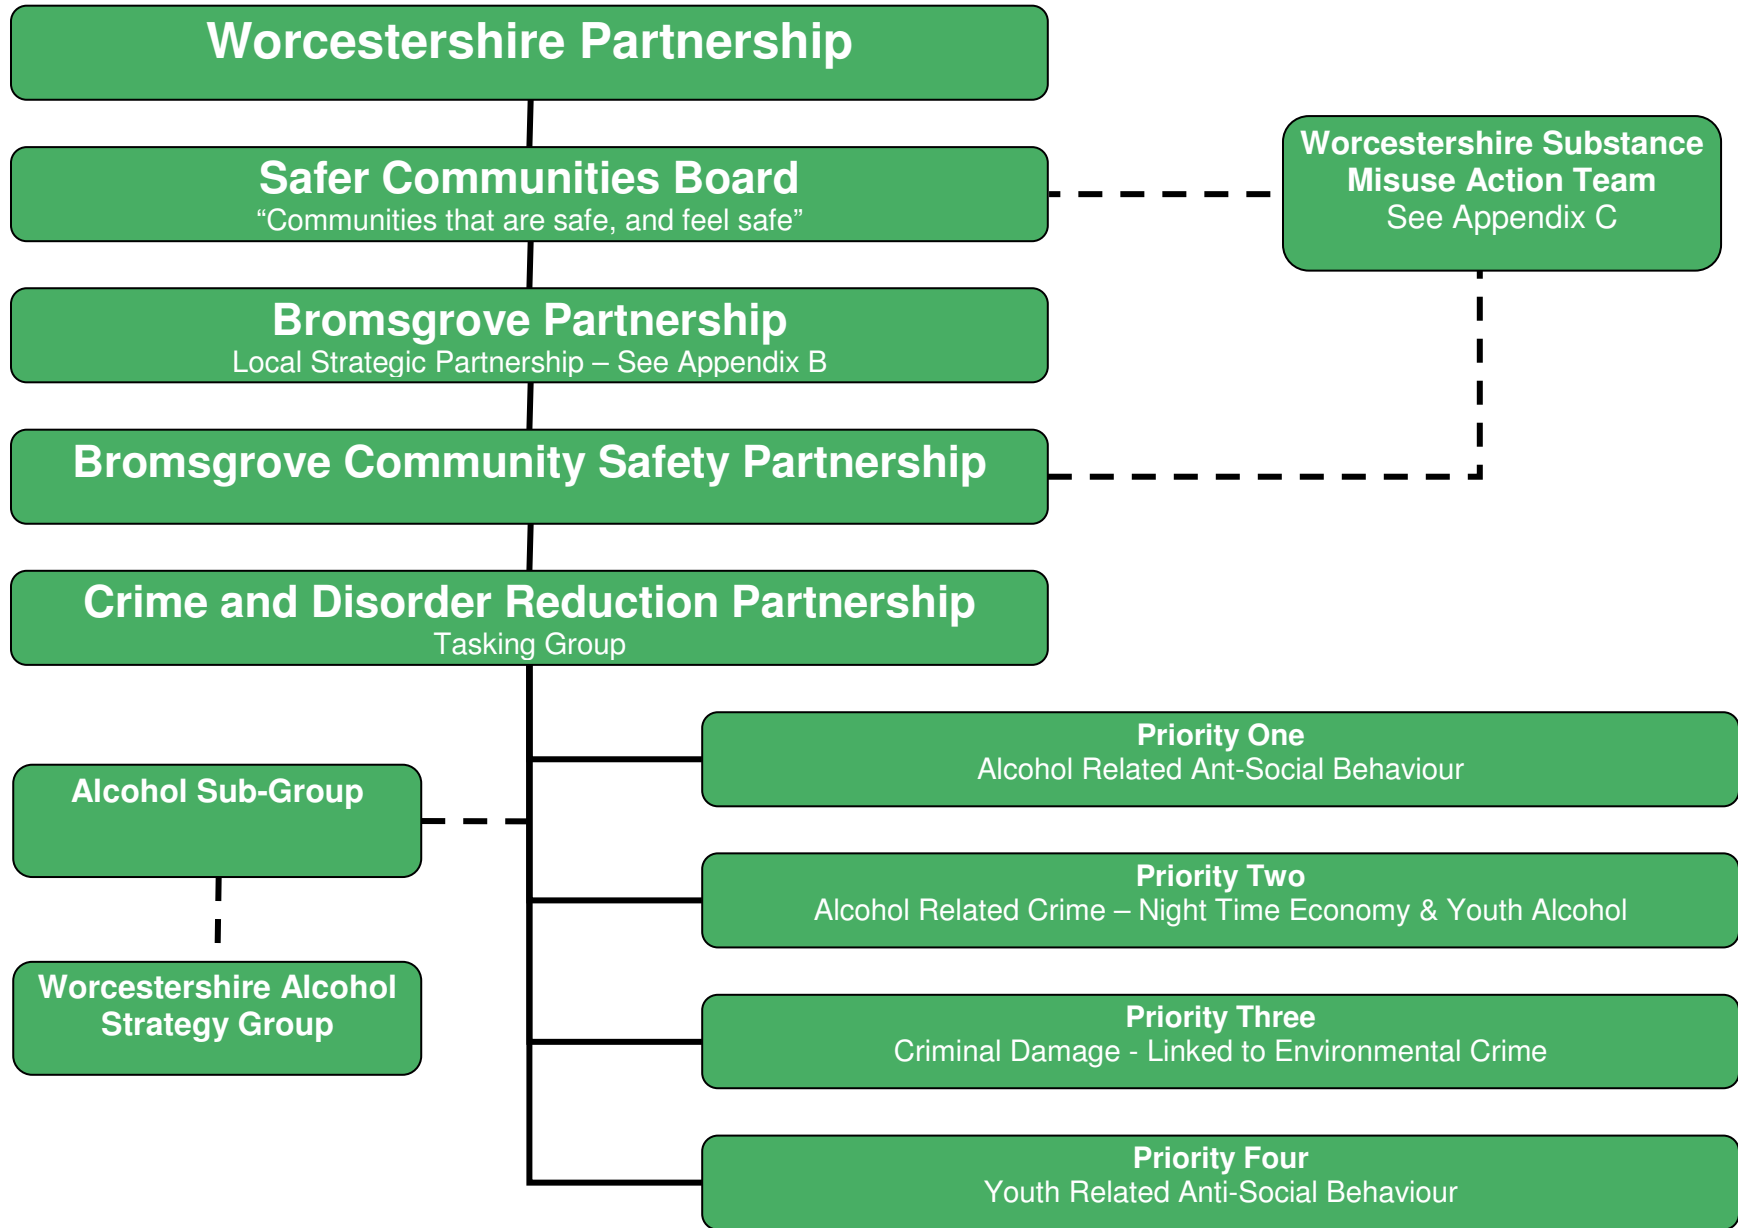 Worcestershire Partnership
Safer Communities Board
“Communities that are safe, and feel safe”
Worcestershire Substance
Misuse Action Team
See Appendix C
Bromsgrove Partnership
Local Strategic Partnership – See Appendix B
Bromsgrove Community Safety Partnership
Crime and Disorder Reduction Partnership
Tasking Group
Priority One
Alcohol Related Ant-Social Behaviour
Alcohol Sub-Group
Priority Two
Alcohol Related Crime – Night Time Economy & Youth Alcohol
Worcestershire Alcohol
Strategy Group
Priority Three
Criminal Damage - Linked to Environmental Crime
Priority Four
Youth Related Anti-Social Behaviour